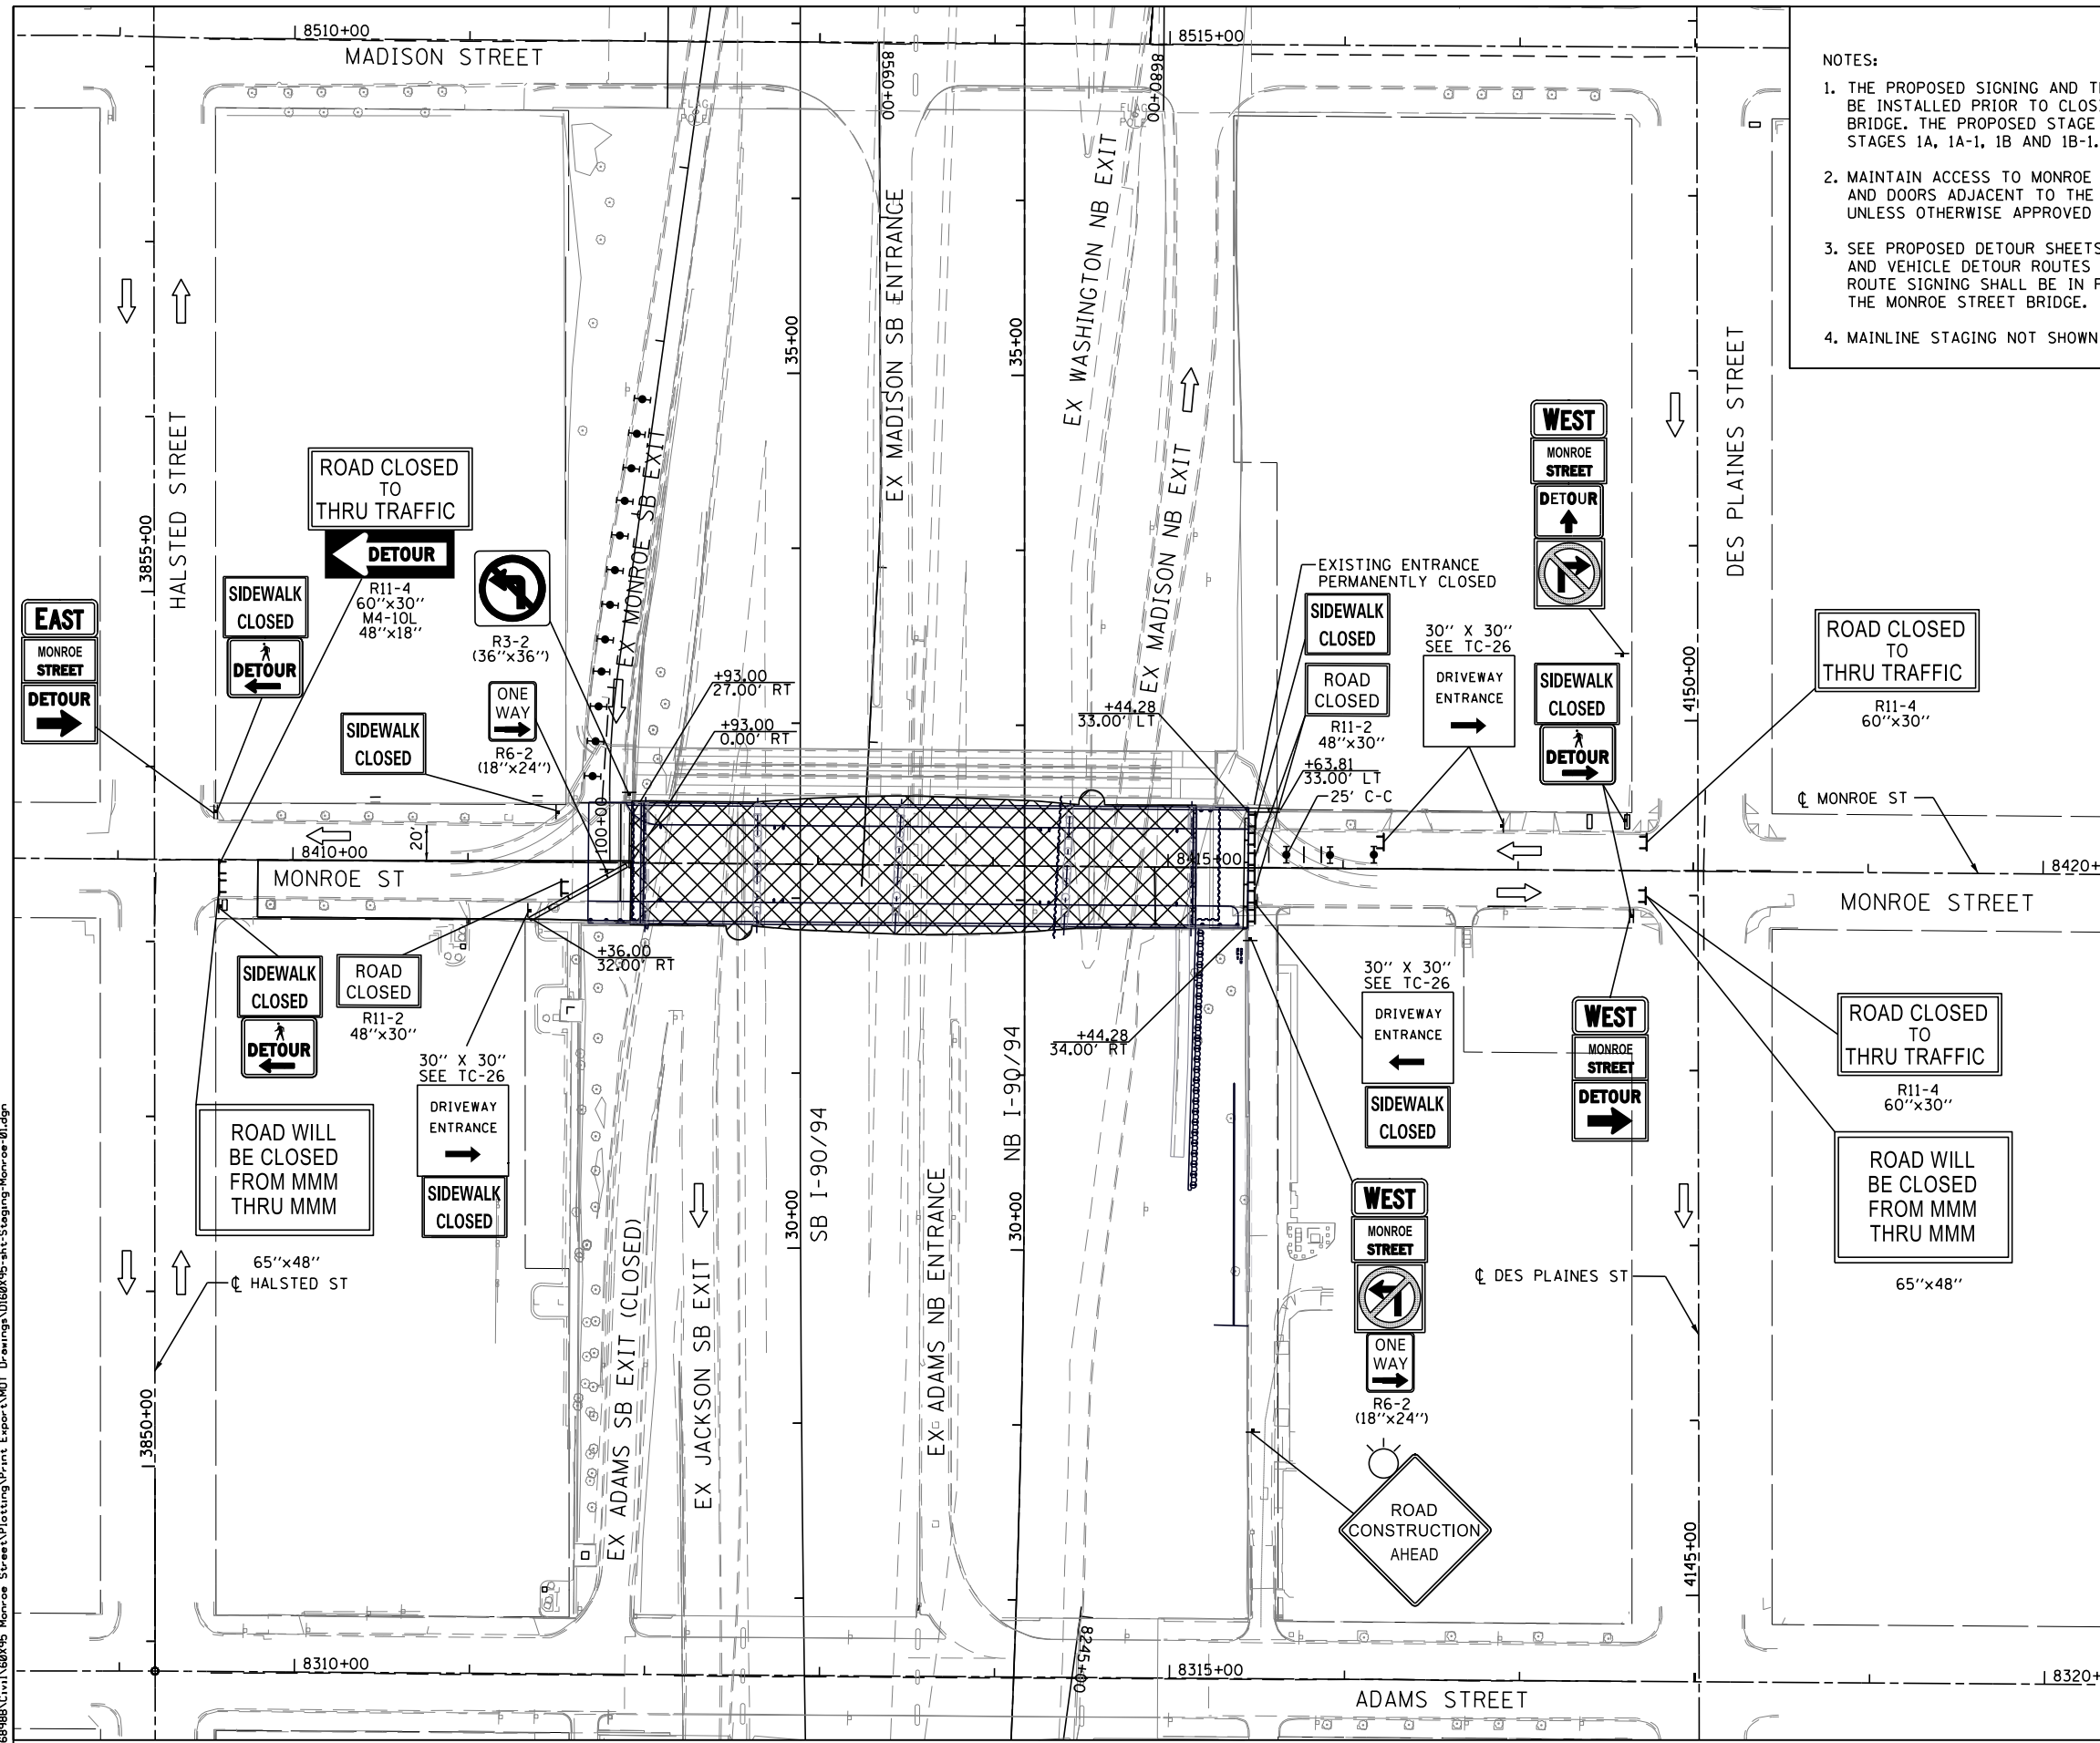 8510+00
MADISON STREET
8515+00
8560+00
8680+00
FLAG
POLE
FLAG
POLE
NOTES:
1. THE PROPOSED SIGNING AND
BE INSTALLED PRIOR TO
BRIDGE. THE PROPOSED STAGE
STAGES 1A, 1A-1, 1B AND 1B-1.
2. MAINTAIN ACCESS TO MONROE
AND DOORS ADJACENT TO THE
UNLESS OTHERWISE APPROVED
3. SEE PROPOSED DETOUR SHEETS
AND VEHICLE DETOUR ROUTES
ROUTE SIGNING SHALL BE IN
THE MONROE STREET BRIDGE.
4. MAINLINE STAGING NOT SHOWN
EX MADISON SB ENTRANCE
EX WASHINGTON NB EXIT
35+00
35+00
HALSTED STREET
3855+00
DES PLAINES STREET
4150+00
EX MONROE SB EXIT
EX MADISON NB EXIT
ROAD CLOSED
TO
THRU TRAFFIC
DETOUR
R11-4
60"x30"
M4-10L
48"x18"
SIDEWALK
CLOSED
DETOUR
EAST
MONROE
STREET
DETOUR
R3-2
(36"x36")
ONE
WAY
R6-2
(18"x24")
SIDEWALK
CLOSED
+93.00
27.00' RT
+93.00
0.00' RT
EXISTING ENTRANCE
PERMANENTLY CLOSED
SIDEWALK
CLOSED
ROAD
CLOSED
R11-2
48"x30"
+44.28
33.00' LT
+63.81
33.00' LT
25' C-C
30" X 30"
SEE TC-26
DRIVEWAY
ENTRANCE
WEST
MONROE
STREET
DETOUR
SIDEWALK
CLOSED
DETOUR
ROAD CLOSED
TO
THRU TRAFFIC
R11-4
60"x30"
℄ MONROE ST
100+00
20'
8410+00
8415+00
8420+
MONROE ST
MONROE STREET
+36.00
32.00' RT
SIDEWALK
CLOSED
DETOUR
ROAD
CLOSED
R11-2
48"x30"
30" X 30"
SEE TC-26
DRIVEWAY
ENTRANCE
SIDEWALK
CLOSED
ROAD WILL
BE CLOSED
FROM MMM
THRU MMM
65"x48"
℄ HALSTED ST
+44.28
34.00' RT
30" X 30"
SEE TC-26
DRIVEWAY
ENTRANCE
SIDEWALK
CLOSED
WEST
MONROE
STREET
DETOUR
ROAD CLOSED
TO
THRU TRAFFIC
R11-4
60"x30"
ROAD WILL
BE CLOSED
FROM MMM
THRU MMM
65"x48"
WEST
MONROE
STREET
ONE
WAY
R6-2
(18"x24")
℄ DES PLAINES ST
ROAD
CONSTRUCTION
AHEAD
3850+00
EX ADAMS SB EXIT (CLOSED)
EX JACKSON SB EXIT
30+00
SB I-90/94
EX ADAMS NB ENTRANCE
NB I-90/94
30+00
4145+00
8310+00
8245+00
8315+00
8320+
ADAMS STREET